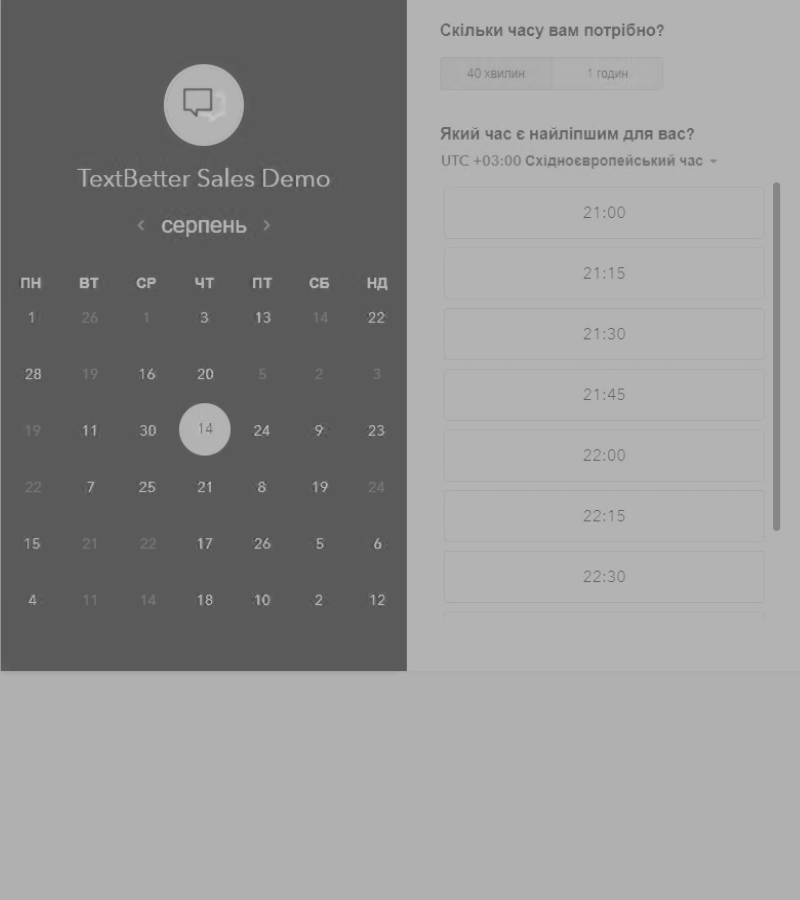 TextBetter Sales Demo
серпень
ПН ВТ СР ЧТ ПТ СБ НД
1 26 1 3 13 14 22
28 19 16 20 5 2 3
19 11 30 14 24 9 23
22 7 25 21 8 19 24
15 21 22 17 26 5 6
4 11 14 18 10 2 12
Скільки часу вам потрібно?
40 хвилин 1 годин
Який час є найліпшим для вас?
UTC +03:00 Східноєвропейський час
21:00
21:15
21:30
21:45
22:00
22:15
22:30